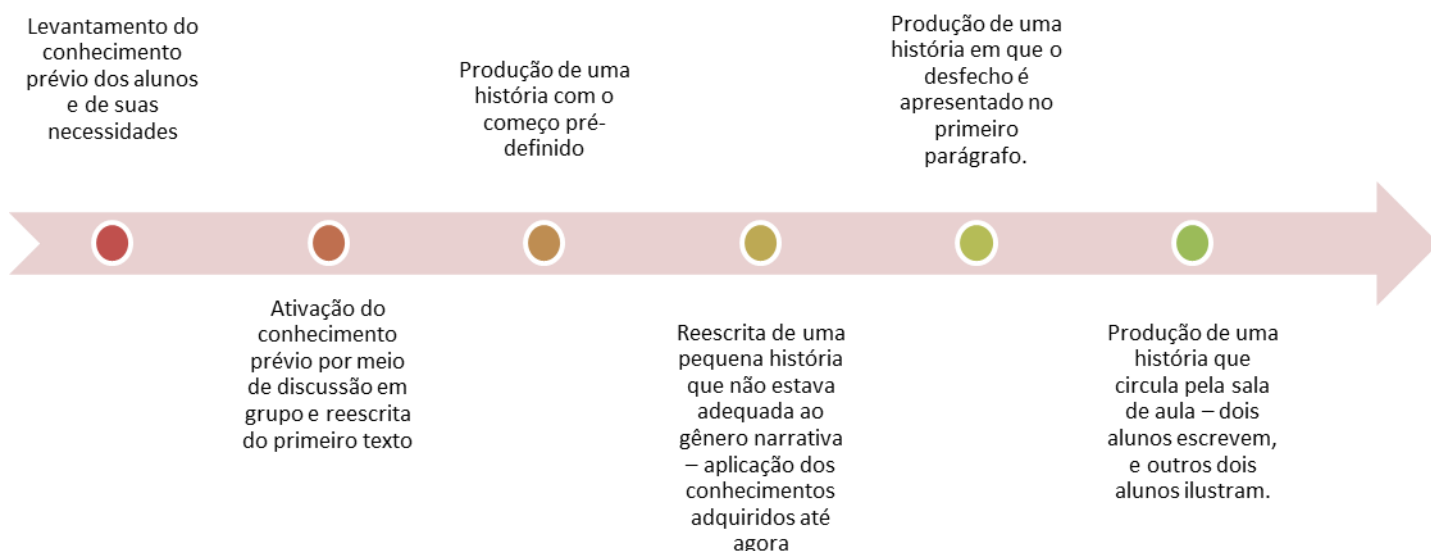 Levantamento do
conhecimento
prévio dos alunos
e de suas
necessidades
Ativação do
conhecimento
prévio por meio
de discussão em
grupo e reescrita
do primeiro texto
Produção de uma
história com o
começo pré-
definido
Reescrita de uma
pequena história
que não estava
adequada ao
gênero narrativa
– aplicação dos
conhecimentos
adquiridos até
agora
Produção de uma
história em que o
desfecho é
apresentado no
primeiro
parágrafo.
Produção de uma
história que
circula pela sala
de aula – dois
alunos escrevem,
e outros dois
alunos ilustram.